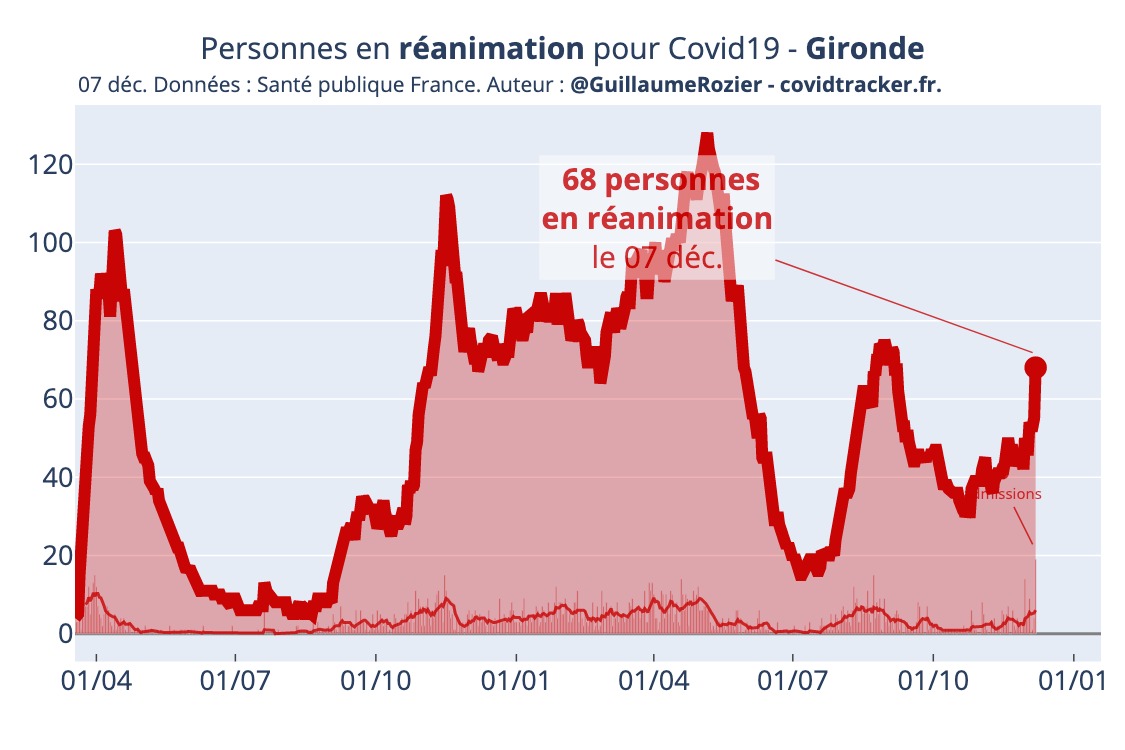 Personnes en réanimation pour Covid19 - Gironde
07 déc. Données : Santé publique France. Auteur : @GuillaumeRozier - covidtracker.fr.
120
100
80
60
40
20
0
68 personnes
en réanimation
le 07 déc.
admissions
01/04
01/07
01/10
01/01
01/04
01/07
01/10
01/01